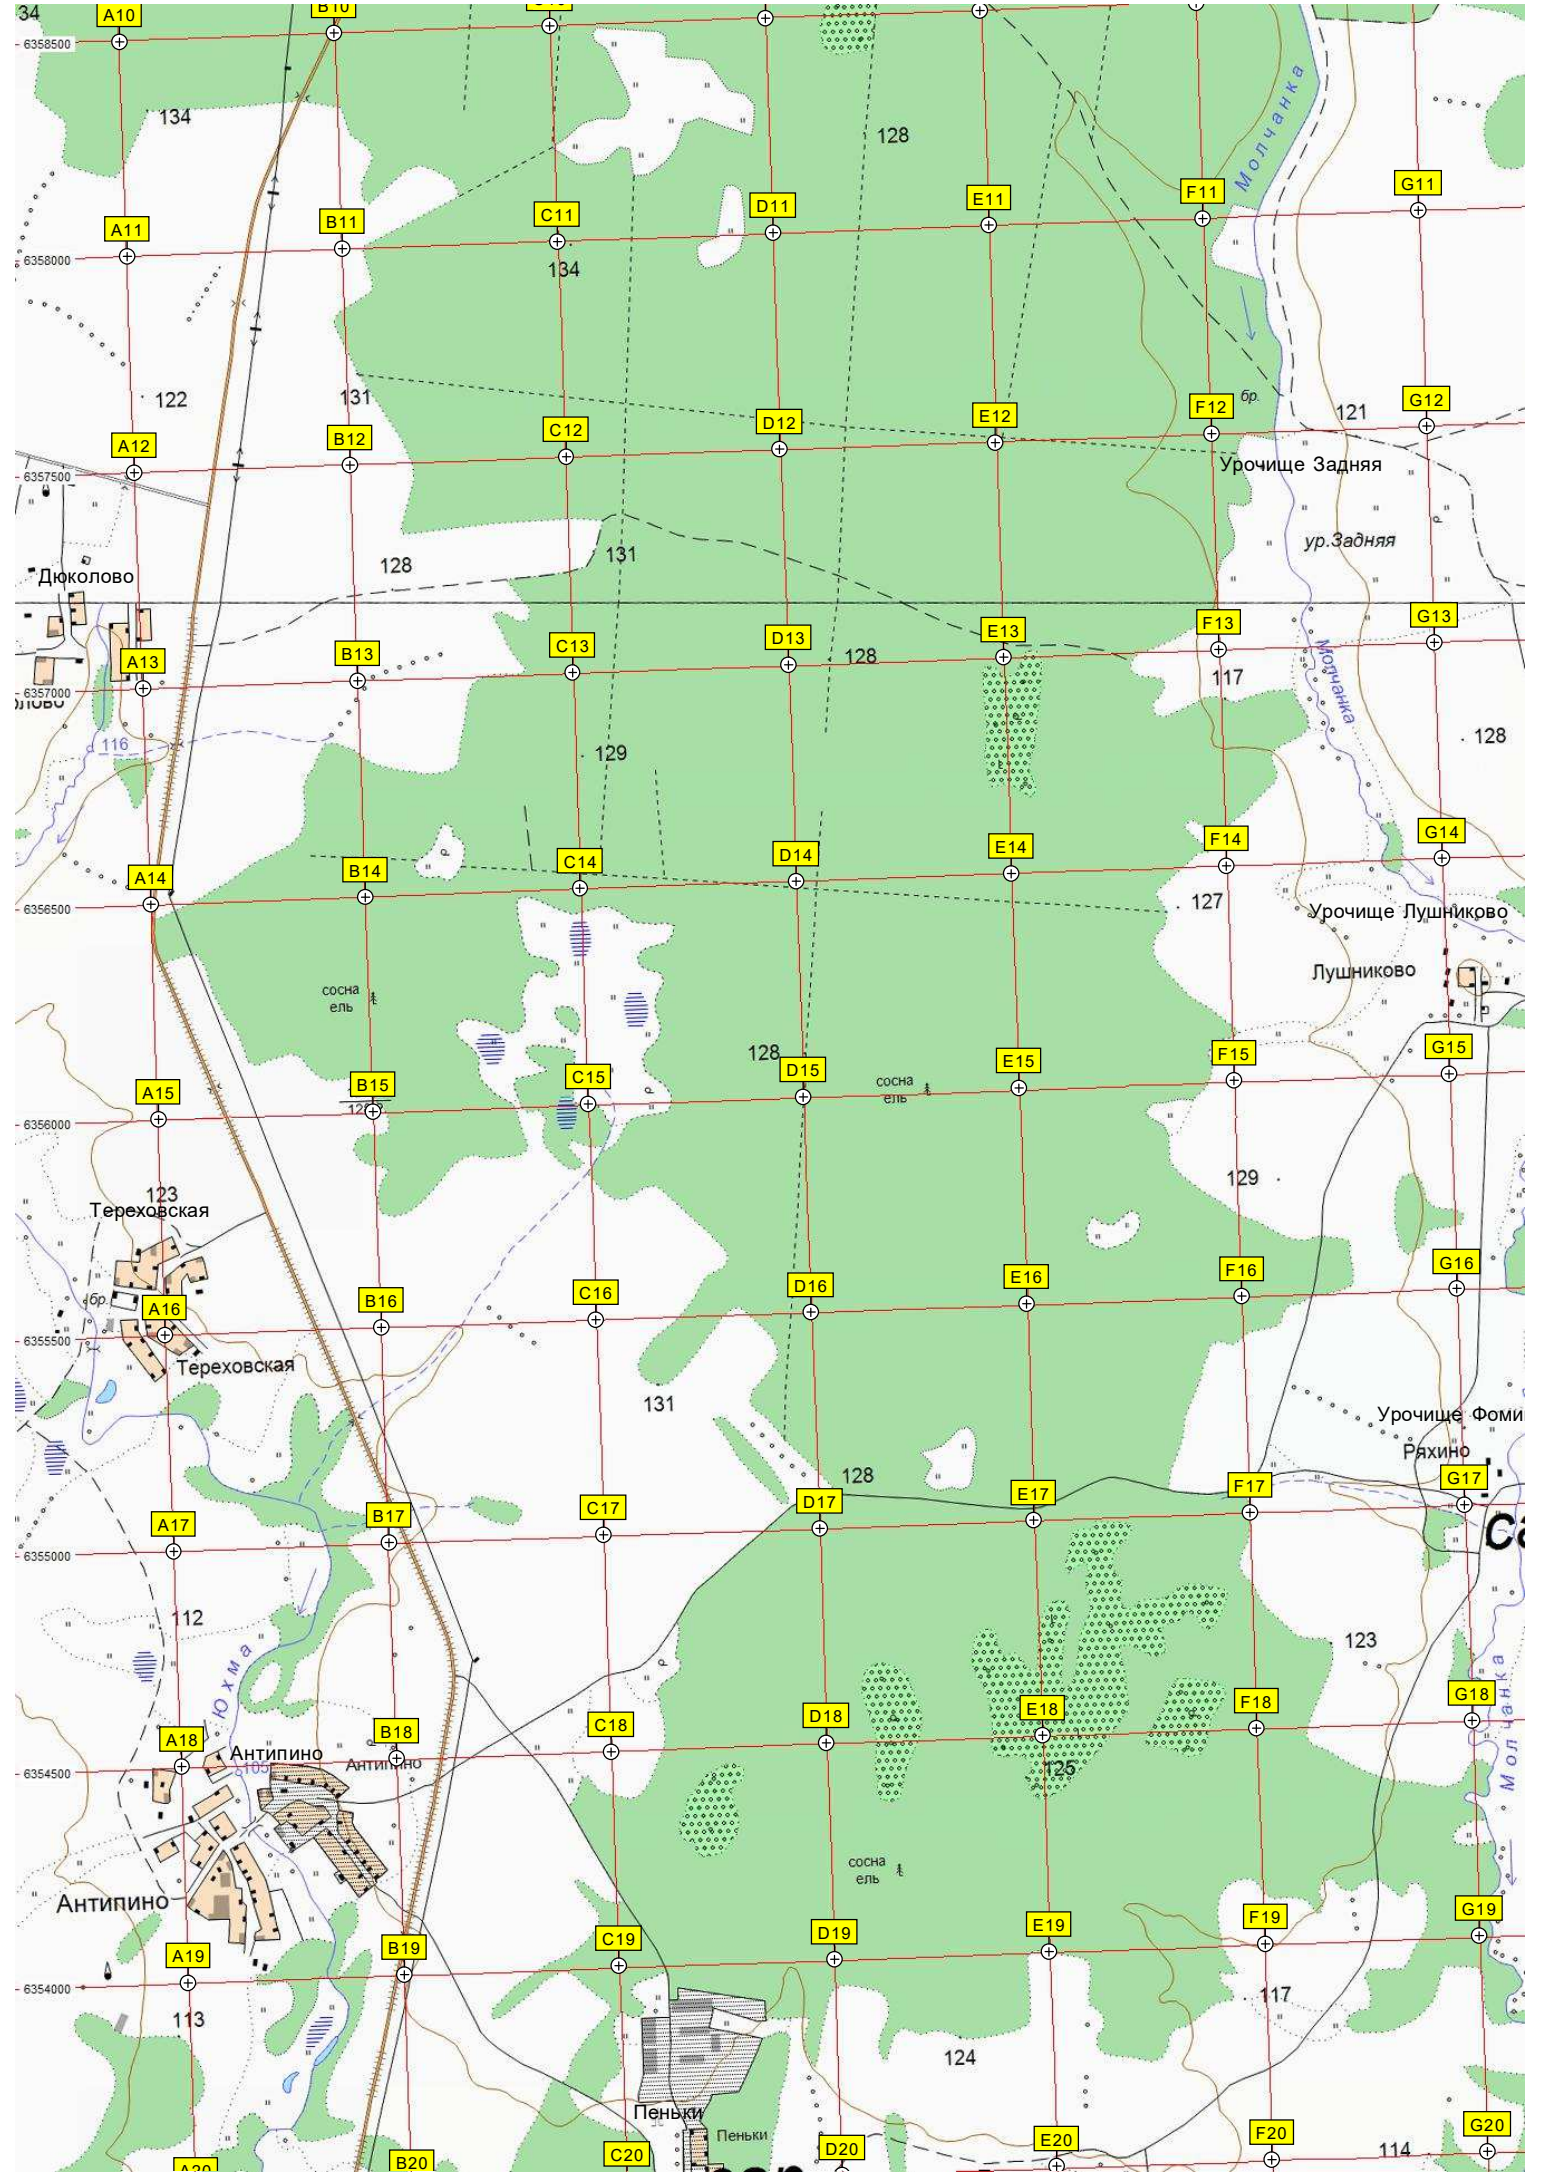 34
A10
B10
6358500
134
128
Молчанка
A11
B11
C11
D11
E11
F11
G11
6358000
134
122
131
бр.
121
A12
B12
C12
D12
E12
F12
G12
6357500
Урочище Задняя
ур.Задняя
131
128
Дюколово
A13
B13
C13
D13
E13
F13
G13
128
117
6357000
Молчанка
116
129
128
A14
B14
C14
D14
E14
F14
G14
6356500
127
Урочище Лушниково
Лушниково
сосна
ель
128
A15
B15
C15
D15
E15
F15
G15
сосна
ель
6356000
129
123
Тереховская
бр.
A16
B16
C16
D16
E16
F16
G16
6355500
Тереховская
131
Урочище Фоми
Ряхино
128
A17
B17
C17
D17
E17
F17
G17
6355000
112
123
Юхма
Молчанка
A18
B18
C18
D18
E18
F18
G18
Антипино
105
Антипино
6354500
125
сосна
ель
Антипино
A19
B19
C19
D19
E19
F19
G19
6354000
113
117
124
Пеньки
Пеньки
A20
B20
C20
D20
E20
F20
G20
114